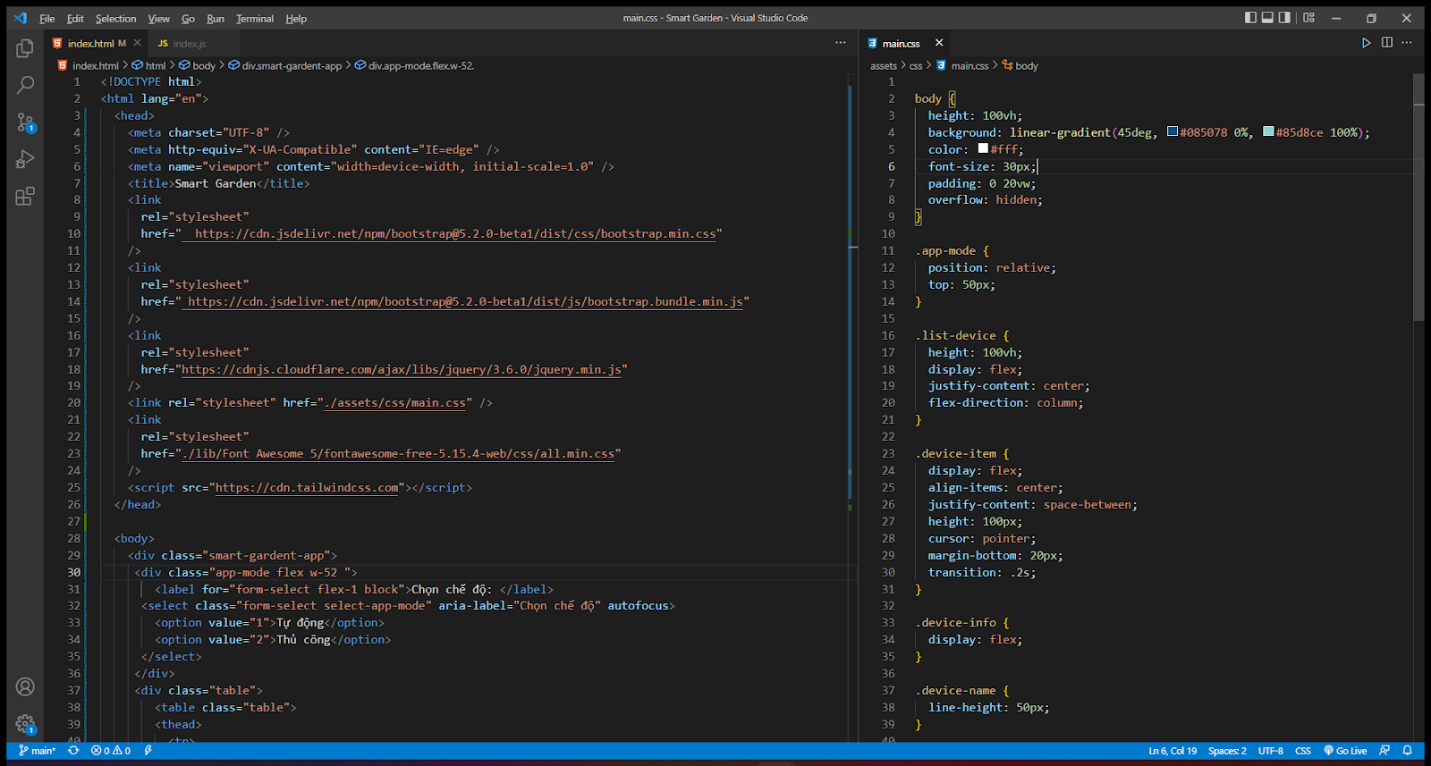 File Edit Selection View Go Run Terminal Help
main.css - Smart Garden - Visual Studio Code
index.html M
JS index.js
index.html > html > body > div.smart-gardent-app > div.app-mode.flex.w-52.
1 <!DOCTYPE html>
2 <html lang="en">
3 <head>
4 <meta charset="UTF-8" />
5 <meta http-equiv="X-UA-Compatible" content="IE=edge" />
6 <meta name="viewport" content="width=device-width, initial-scale=1.0" />
7 <title>Smart Garden</title>
8 <link
9 rel="stylesheet"
10 href="  https://cdn.jsdelivr.net/npm/bootstrap@5.2.0-beta1/dist/css/bootstrap.min.css"
11 />
12 <link
13 rel="stylesheet"
14 href=" https://cdn.jsdelivr.net/npm/bootstrap@5.2.0-beta1/dist/js/bootstrap.bundle.min.js"
15 />
16 <link
17 rel="stylesheet"
18 href="https://cdnjs.cloudflare.com/ajax/libs/jquery/3.6.0/jquery.min.js"
19 />
20 <link rel="stylesheet" href="./assets/css/main.css" />
21 <link
22 rel="stylesheet"
23 href="./lib/Font Awesome 5/fontawesome-free-5.15.4-web/css/all.min.css"
24 />
25 <script src="https://cdn.tailwindcss.com"></script>
26 </head>
27
28 <body>
29 <div class="smart-gardent-app">
30 <div class="app-mode flex w-52 ">
31 <label for="form-select flex-1 block">Chọn chế độ: </label>
32 <select class="form-select select-app-mode" aria-label="Chọn chế độ" autofocus>
33 <option value="1">Tự động</option>
34 <option value="2">Thủ công</option>
35 </select>
36 </div>
37 <div class="table">
38 <table class="table">
39 <thead>
40 <tr>
main.css
assets > css > main.css > body
1
2 body {
3 height: 100vh;
4 background: linear-gradient(45deg, #085078 0%, #85d8ce 100%);
5 color: #fff;
6 font-size: 30px;
7 padding: 0 20vw;
8 overflow: hidden;
9 }
10
11 .app-mode {
12 position: relative;
13 top: 50px;
14 }
15
16 .list-device {
17 height: 100vh;
18 display: flex;
19 justify-content: center;
20 flex-direction: column;
21 }
22
23 .device-item {
24 display: flex;
25 align-items: center;
26 justify-content: space-between;
27 height: 100px;
28 cursor: pointer;
29 margin-bottom: 20px;
30 transition: .2s;
31 }
32
33 .device-info {
34 display: flex;
35 }
36
37 .device-name {
38 line-height: 50px;
39 }
40
1
1
main* 0 0 Ln 6, Col 19 Spaces: 2 UTF-8 CSS Go Live